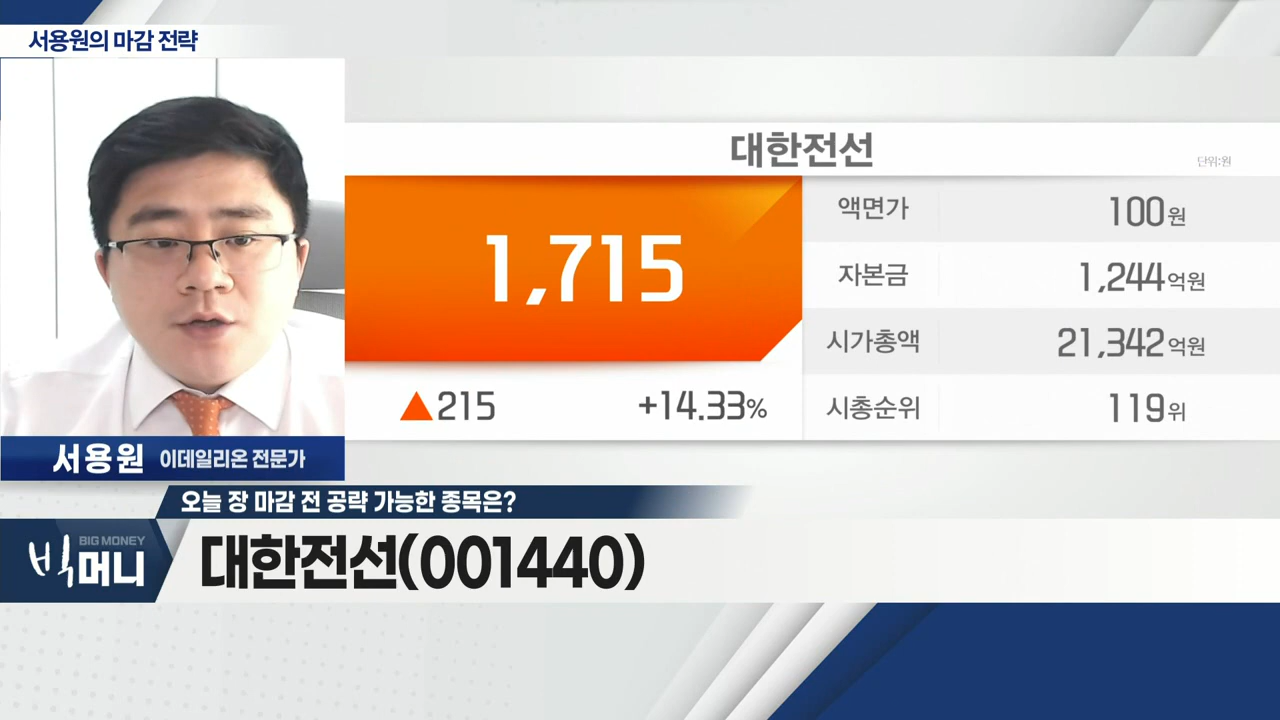 서용원의 마감 전략
대한전선
단위:원
1,715
▲215 +14.33%
액면가 100원
자본금 1,244억원
시가총액 21,342억원
시총순위 119위
서용원 이데일리온 전문가
오늘 장 마감 전 공략 가능한 종목은?
BIG MONEY
빅머니
대한전선(001440)